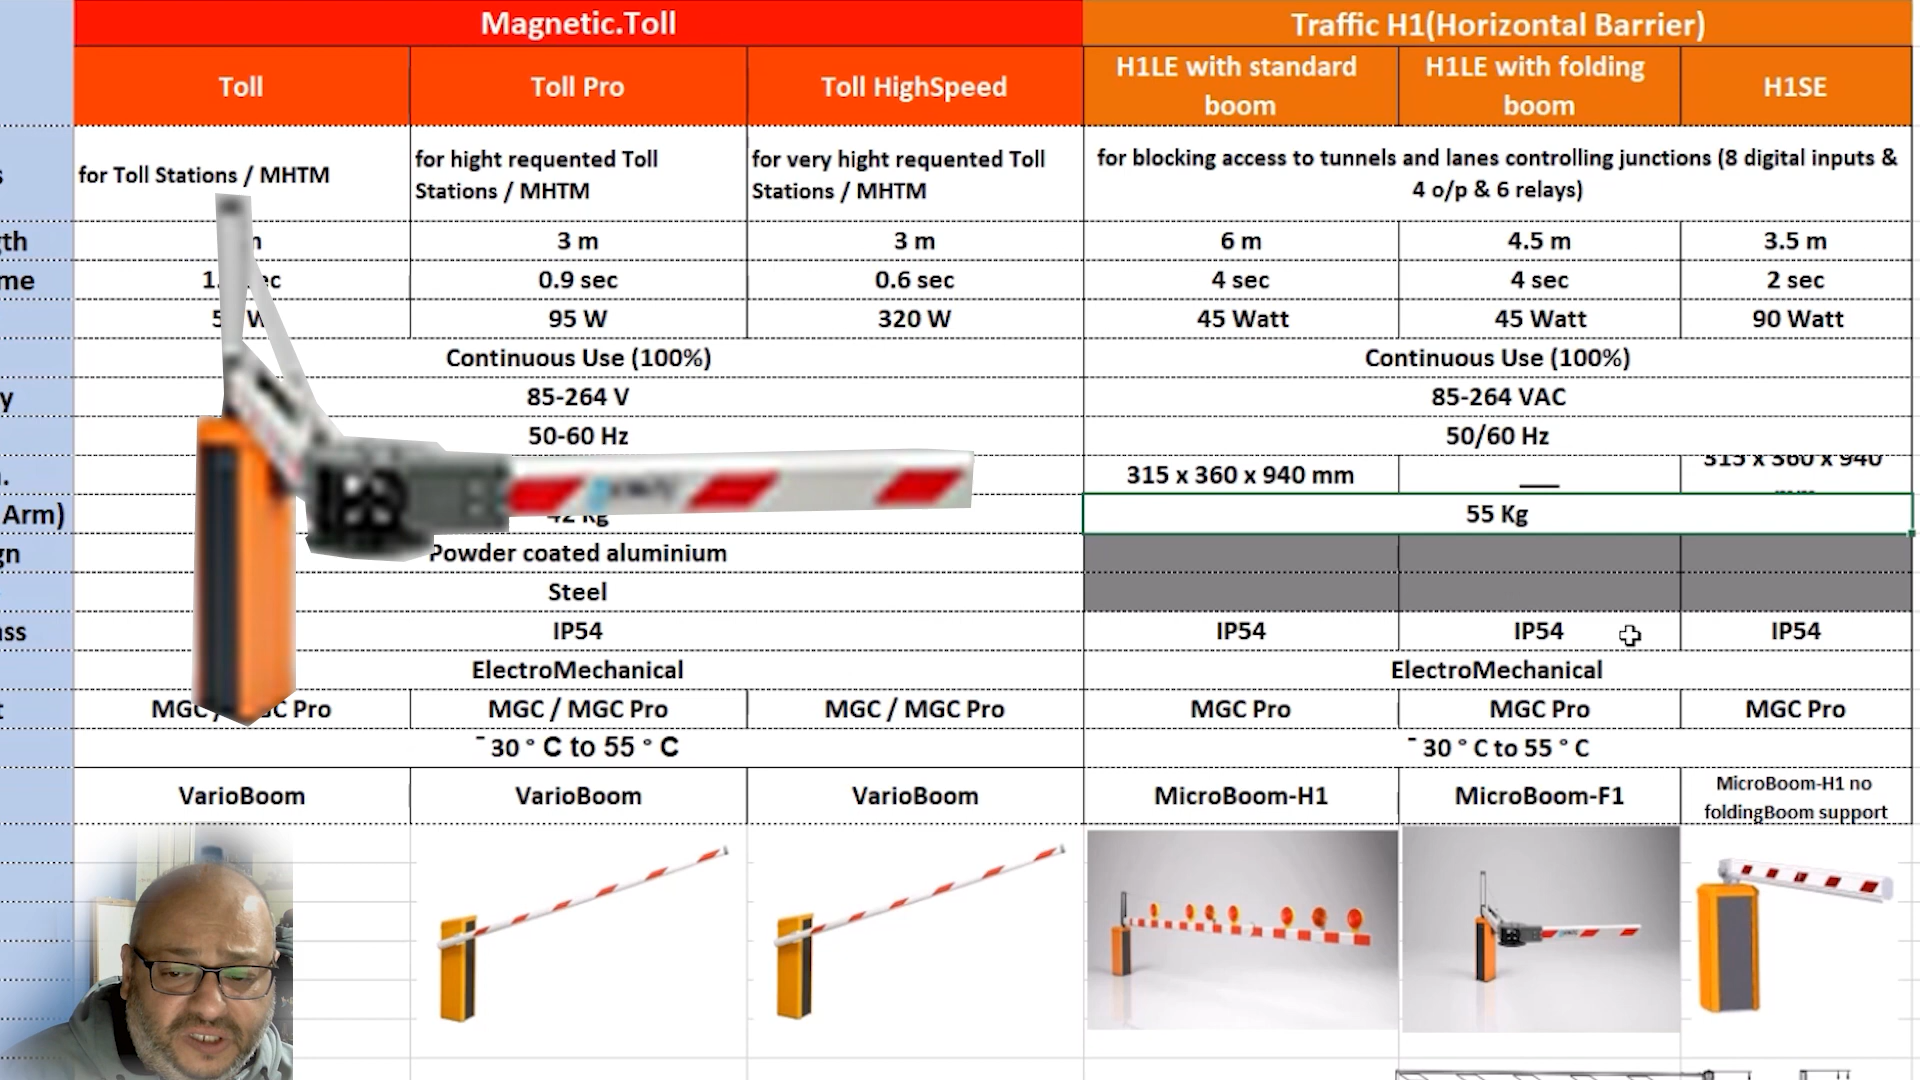 Magnetic.Toll
Traffic H1(Horizontal Barrier)
Toll
Toll Pro
Toll HighSpeed
H1LE with standard
boom
H1LE with folding
boom
H1SE
for Toll Stations / MHTM
for hight requented Toll
Stations / MHTM
for very hight requented Toll
Stations / MHTM
for blocking access to tunnels and lanes controlling junctions (8 digital inputs &
4 o/p & 6 relays)
3 m
3 m
6 m
4.5 m
3.5 m
0.9 sec
0.6 sec
4 sec
4 sec
2 sec
95 W
320 W
45 Watt
45 Watt
90 Watt
Continuous Use (100%)
Continuous Use (100%)
85-264 V
85-264 VAC
50-60 Hz
50/60 Hz
315 x 360 x 940 mm
315 x 360 x 940
Arm)
42 Kg
55 Kg
Powder coated aluminium
Steel
IP54
IP54
IP54
IP54
ElectroMechanical
ElectroMechanical
MGC / MGC Pro
MGC / MGC Pro
MGC Pro
MGC Pro
MGC Pro
-30 ° C to 55 ° C
-30 ° C to 55 ° C
VarioBoom
VarioBoom
VarioBoom
MicroBoom-H1
MicroBoom-F1
MicroBoom-H1 no
foldingBoom support